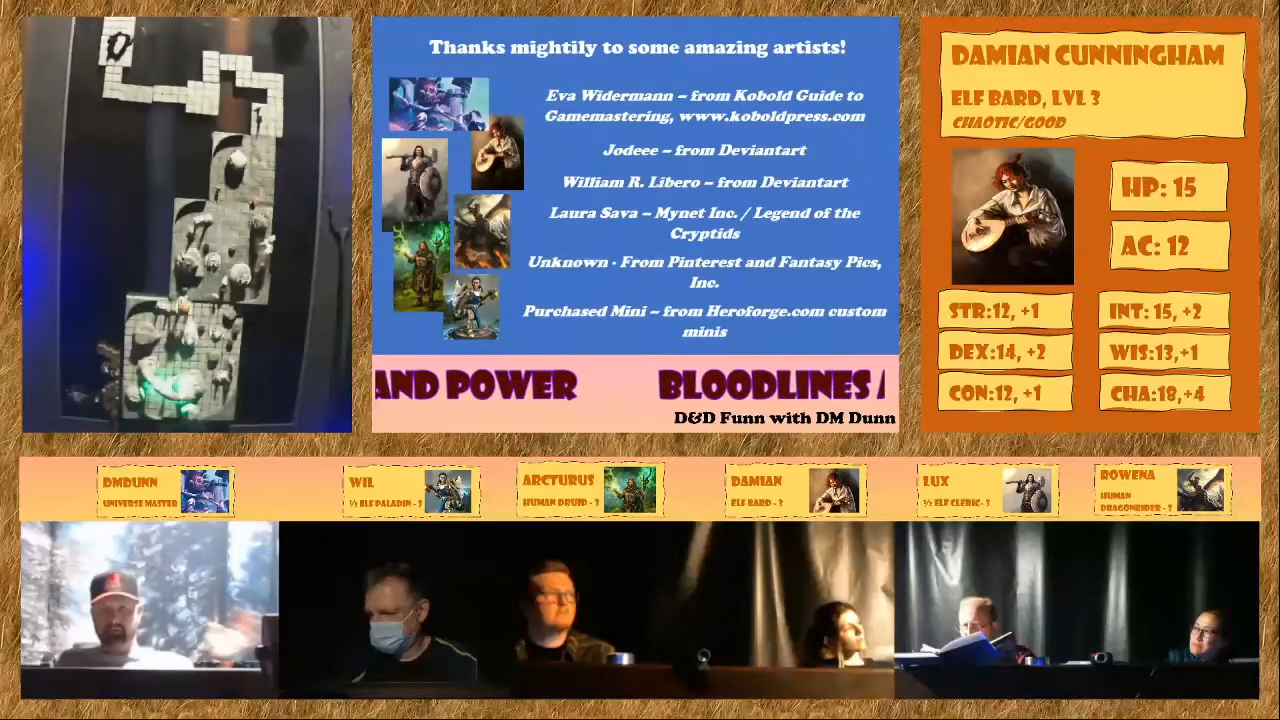 Thanks mightily to some amazing artists!
Eva Widermann – from Kobold Guide to
Gamemastering, www.koboldpress.com
Jodeee – from Deviantart
William R. Libero – from Deviantart
Laura Sava – Mynet Inc. / Legend of the
Cryptids
Unknown - From Pinterest and Fantasy Pics,
Inc.
Purchased Mini – from Heroforge.com custom
minis
AND POWER BLOODLINES
D&D Funn with DM Dunn
DAMIAN CUNNINGHAM
ELF BARD, LVL 3
CHAOTIC/GOOD
HP: 15
AC: 12
STR:12, +1
INT: 15, +2
DEX:14, +2
WIS:13,+1
CON:12, +1
CHA:18,+4
DMDUNN
UNIVERSE MASTER
WIL
½ ELF PALADIN - 3
ARCTURUS
HUMAN DRUID - 3
DAMIAN
ELF BARD - 3
LUX
½ ELF CLERIC- 3
ROWENA
HUMAN
DRAGONRIDER - 3